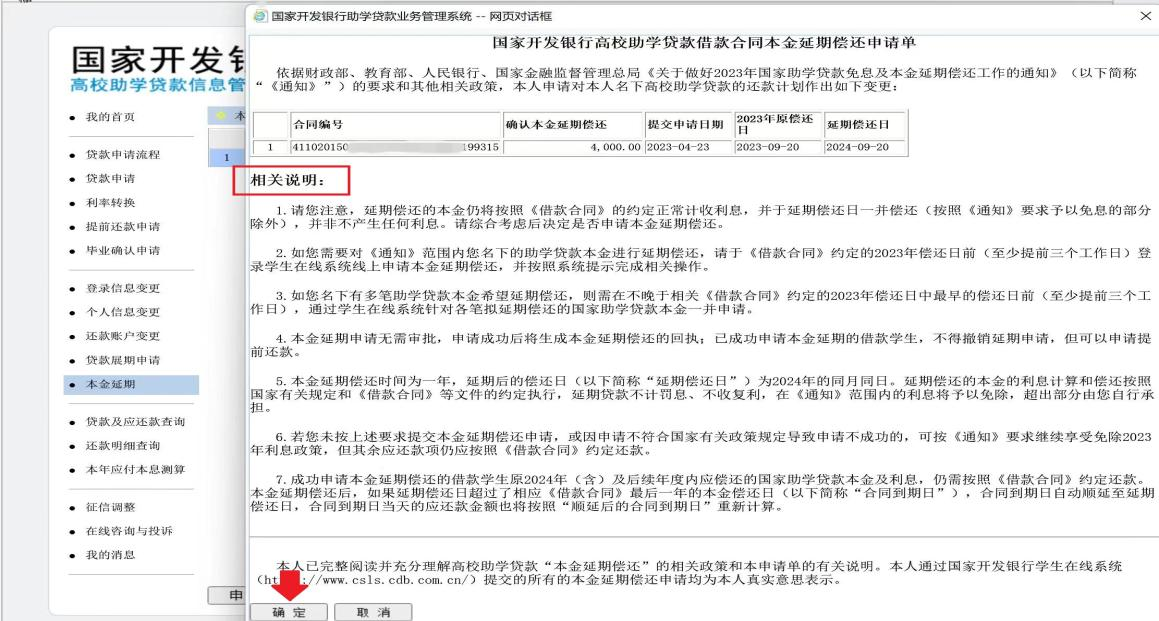 国家开发银行助学贷款业务管理系统 -- 网页对话框
国家开发银
高校助学贷款信息管
我的首页
贷款申请流程
贷款申请
利率转换
提前还款申请
毕业确认申请
登录信息变更
个人信息变更
还款账户变更
贷款展期申请
本金延期
贷款及应还款查询
还款明细查询
本年应付本息测算
征信调整
在线咨询与投诉
我的消息
本
1
申
国家开发银行高校助学贷款借款合同本金延期偿还申请单
依据财政部、教育部、人民银行、国家金融监督管理总局《关于做好2023年国家助学贷款免息及本金延期偿还工作的通知》（以下简称
“《通知》”）的要求和其他相关政策，本人申请对本人名下高校助学贷款的还款计划作出如下变更：
合同编号 确认本金延期偿还 提交申请日期 2023年原偿还日 延期偿还日
1 411020150 199315 4,000.00 2023-04-23 2023-09-20 2024-09-20
相关说明：
1.请您注意，延期偿还的本金仍将按照《借款合同》的约定正常计收利息，并于延期偿还日一并偿还（按照《通知》要求予以免息的部分
除外），并非不产生任何利息。请综合考虑后决定是否申请本金延期偿还。
2.如您需要对《通知》范围内您名下的助学贷款本金进行延期偿还，请于《借款合同》约定的2023年偿还日前（至少提前三个工作日）登
录学生在线系统线上申请本金延期偿还，并按照系统提示完成相关操作。
3.如您名下有多笔助学贷款本金希望延期偿还，则需在不晚于相关《借款合同》约定的2023年偿还日中最早的偿还日前（至少提前三个工
作日），通过学生在线系统针对各笔拟延期偿还的国家助学贷款本金一并申请。
4.本金延期申请无需审批，申请成功后将生成本金延期偿还的回执；已成功申请本金延期的借款学生，不得撤销延期申请，但可以申请提
前还款。
5.本金延期偿还时间为一年，延期后的偿还日（以下简称“延期偿还日”）为2024年的同月同日。延期偿还的本金的利息计算和偿还按照
国家有关规定和《借款合同》等文件的约定执行，延期贷款不计罚息、不收复利，在《通知》范围内的利息将予以免除，超出部分由您自行承
担。
6.若您未按上述要求提交本金延期偿还申请，或因申请不符合国家有关政策规定导致申请不成功的，可按《通知》要求继续享受免除2023
年利息政策，但其余应还款项仍应按照《借款合同》约定还款。
7.成功申请本金延期偿还的借款学生原2024年（含）及后续年度内应偿还的国家助学贷款本金及利息，仍需按照《借款合同》约定还款。
本金延期偿还后，如果延期偿还日超过了相应《借款合同》最后一年的本金偿还日（以下简称“合同到期日”），合同到期日自动顺延至延期
偿还日，合同到期日当天的应还款金额也将按照“顺延后的合同到期日”重新计算。
本人已完整阅读并充分理解高校助学贷款“本金延期偿还”的相关政策和本申请单的有关说明。本人通过国家开发银行学生在线系统
（ht ://www.csls.cdb.com.cn/）提交的所有的本金延期偿还申请均为本人真实意思表示。
确 定
取 消